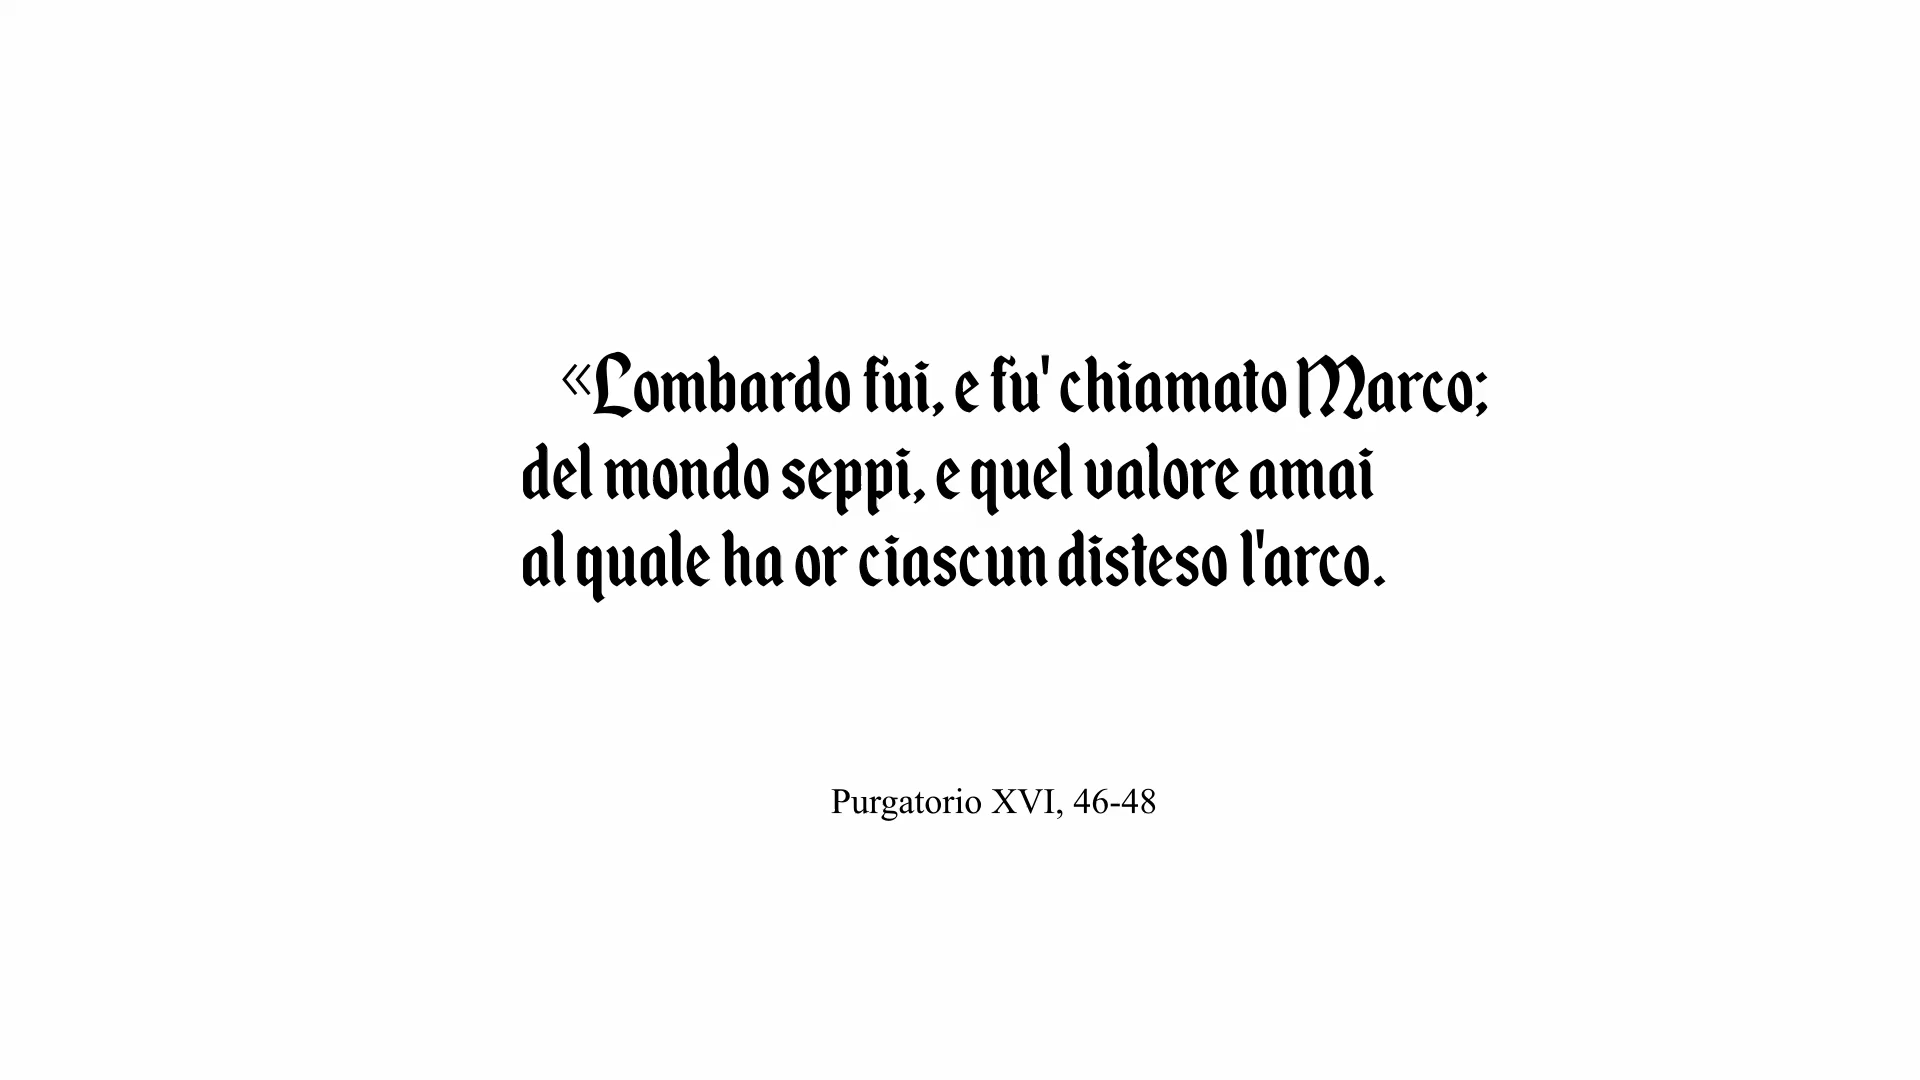 «Lombardo fui, e fu' chiamato Marco;
del mondo seppi, e quel valore amai
al quale ha or ciascun disteso l'arco.
Purgatorio XVI, 46-48